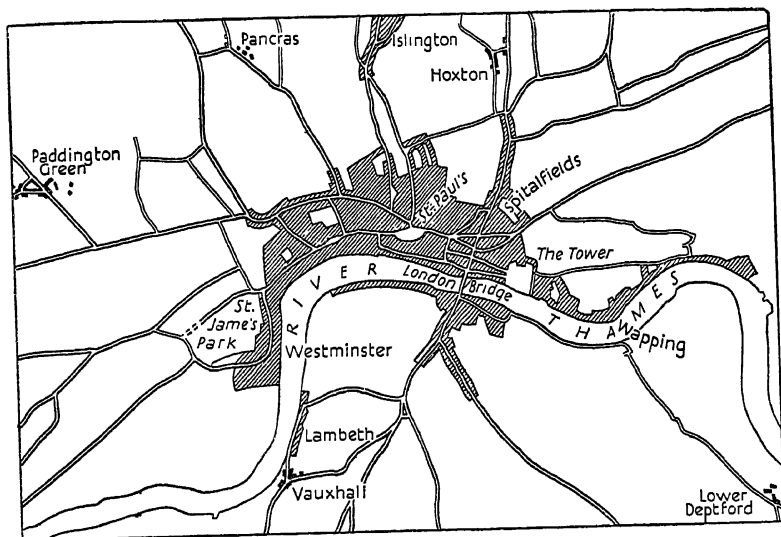 Pancras
Islington
Hoxton
Paddington
Green
St. Paul's
Spitalfields
The Tower
London Bridge
RIVER THAMES
St.
Jame's
Park
Westminster
Wapping
Lambeth
Vauxhall
Lower
Deptford